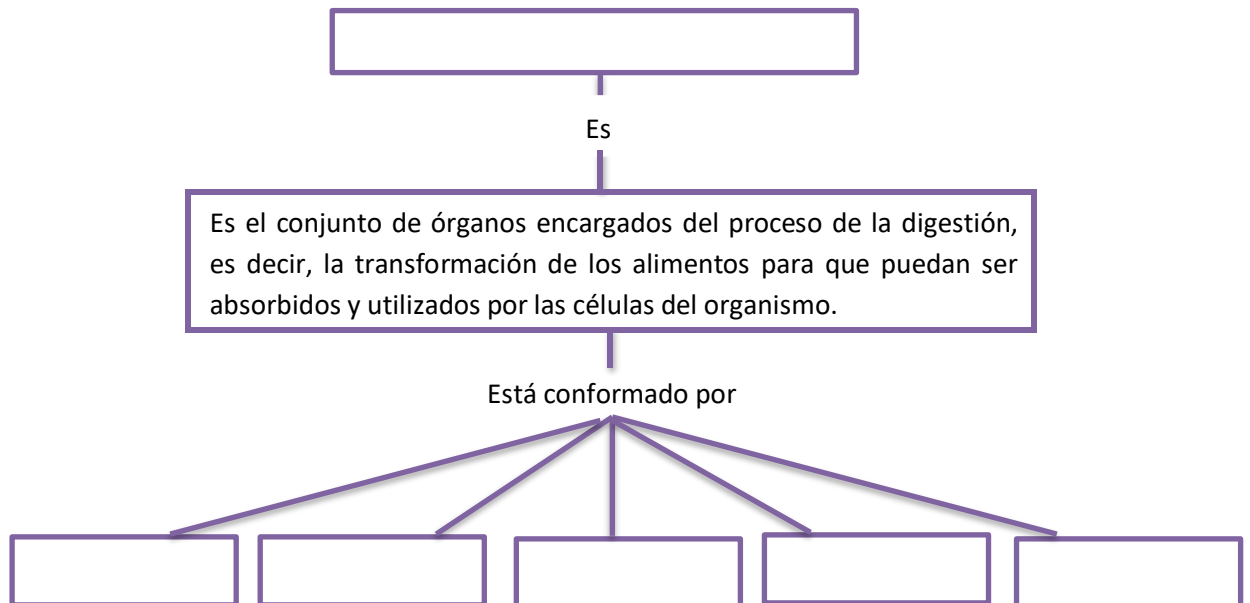 Es
Es el conjunto de órganos encargados del proceso de la digestión,
es decir, la transformación de los alimentos para que puedan ser
absorbidos y utilizados por las células del organismo.
Está conformado por